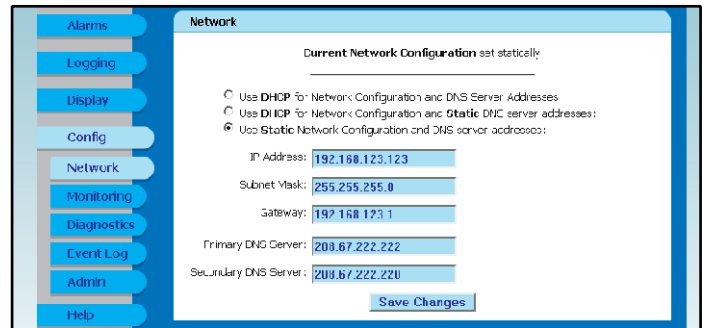 Alarms
Logging
Display
Config
Network
Monitoring
Diagnostics
Event Log
Admin
Help
Network
Current Network Configuration set statically
Use DHCP for Network Configuration and DNS Server Addresses
Use DHCP for Network Configuration and Static DNS server addresses:
Use Static Network Configuration and DNS server addresses:
IP Address: 192.168.123.123
Subnet Mask: 255.255.255.0
Gateway: 192.168.123.1
Primary DNS Server: 208.67.222.222
Secondary DNS Server: 208.67.222.220
Save Changes